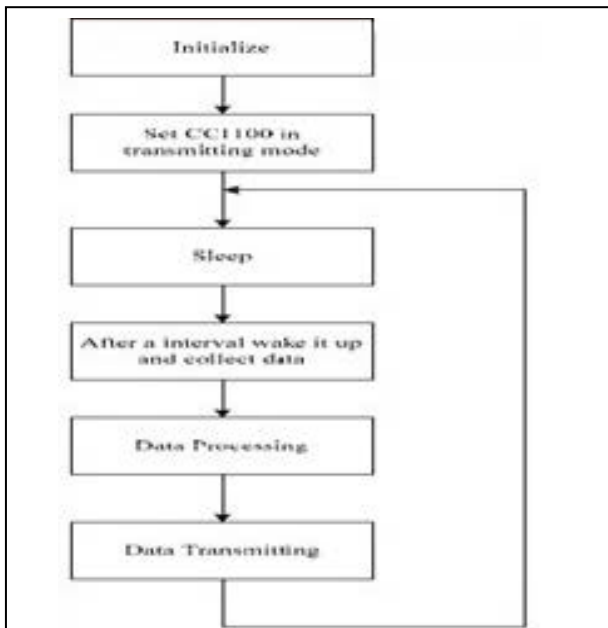 Initialize
Set CC1100 in
transmitting mode
Sleep
After a interval wake it up
and collect data
Data Processing
Data Transmitting